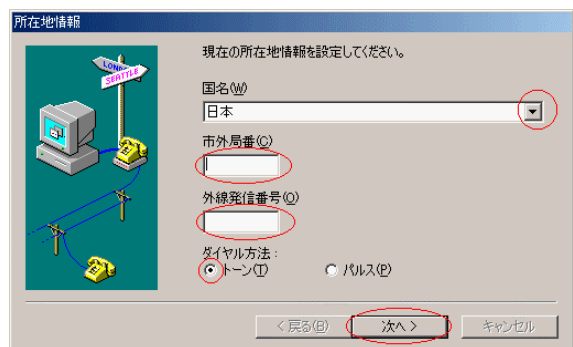 所在地情報
LONDON
SEATTLE
現在の所在地情報を設定してください。
国名(W)
日本
市外局番(C)
外線発信番号(O)
ダイヤル方法:
トーン(T) パルス(P)
< 戻る(B) 次へ > キャンセル